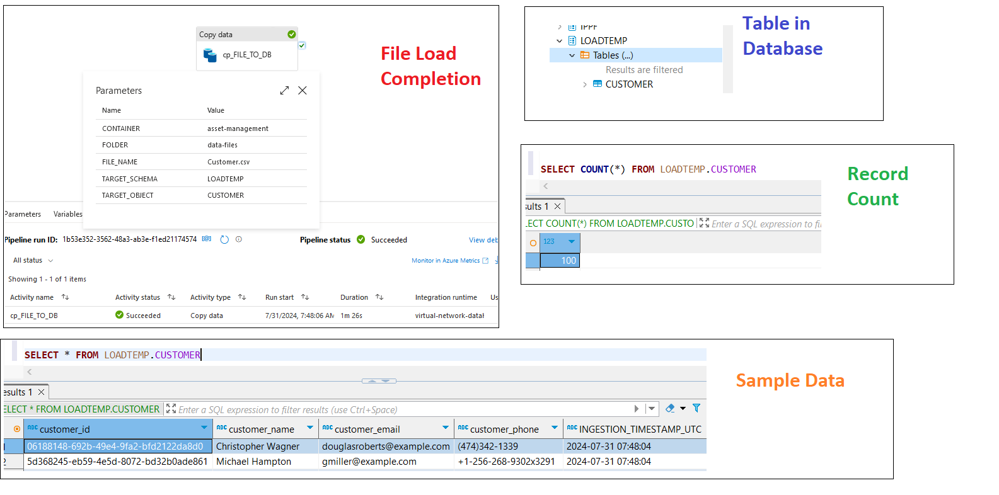 Copy data
cp_FILE_TO_DB
File Load
Completion
Parameters
Name Value
CONTAINER asset-management
FOLDER data-files
FILE_NAME Customer.csv
TARGET_SCHEMA LOADTEMP
TARGET_OBJECT CUSTOMER
Parameters Variables
Pipeline run ID: 1b53e352-3562-48a3-ab3e-f1ed21174574 Pipeline status Succeeded View deb
All status Monitor in Azure Metrics
Showing 1 - 1 of 1 items
Activity name Activity status Activity type Run start Duration Integration runtime Us
cp_FILE_TO_DB Succeeded Copy data 7/31/2024, 7:48:06 AM 1m 26s virtual-network-datal
IPPF
LOADTEMP
Tables (...)
Results are filtered
CUSTOMER
Table in
Database
SELECT COUNT(*) FROM LOADTEMP.CUSTOMER
sults 1
LECT COUNT(*) FROM LOADTEMP.CUSTO Enter a SQL expression to fi
123
100
Record
Count
SELECT * FROM LOADTEMP.CUSTOMER
esults 1
ELECT * FROM LOADTEMP.CUSTOMER Enter a SQL expression to filter results (use Ctrl+Space)
ABC customer_id ABC customer_name ABC customer_email ABC customer_phone ABC INGESTION_TIMESTAMP_UTC
1 06188148-692b-49e4-9fa2-bfd2122da8d0 Christopher Wagner douglasroberts@example.com (474)342-1339 2024-07-31 07:48:04
2 5d368245-eb59-4e5d-8072-bd32b0ade861 Michael Hampton gmiller@example.com +1-256-268-9302x3291 2024-07-31 07:48:04
Sample Data